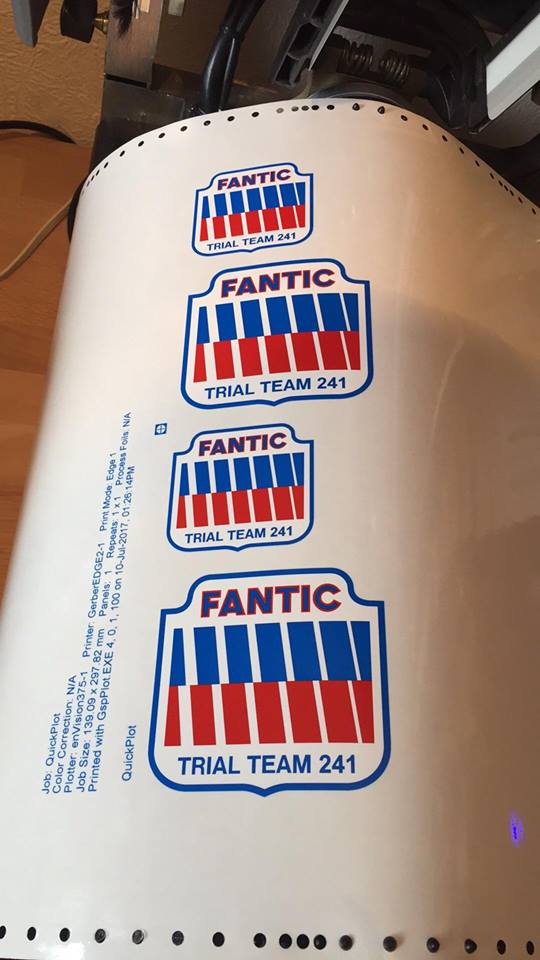 FANTIC
TRIAL TEAM 241
FANTIC
TRIAL TEAM 241
FANTIC
TRIAL TEAM 241
FANTIC
TRIAL TEAM 241
Job: QuickPlot
Color Correction: N/A
Plotter: enVision375-1 Printer: GerberEDGE2-1 Print Mode: Edge 1
Job Size: 139.09 x 297.82 mm Panels: 1 Repeats: 1 x 1 Process Foils: N/A
Printed with GspPlot.EXE 4, 0, 1, 100 on 10-Jul-2017, 01:26:14PM
QuickPlot